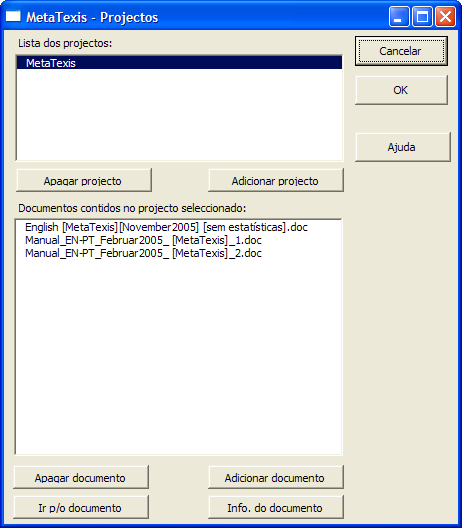 MetaTexis - Projectos
Lista dos projectos:
MetaTexis
Cancelar
OK
Ajuda
Apagar projecto
Adicionar projecto
Documentos contidos no projecto seleccionado:
English [MetaTexis][November2005] [sem estatísticas].doc
Manual_EN-PT_Februar2005_ [MetaTexis]_1.doc
Manual_EN-PT_Februar2005_ [MetaTexis]_2.doc
Apagar documento
Adicionar documento
Ir p/o documento
Info. do documento